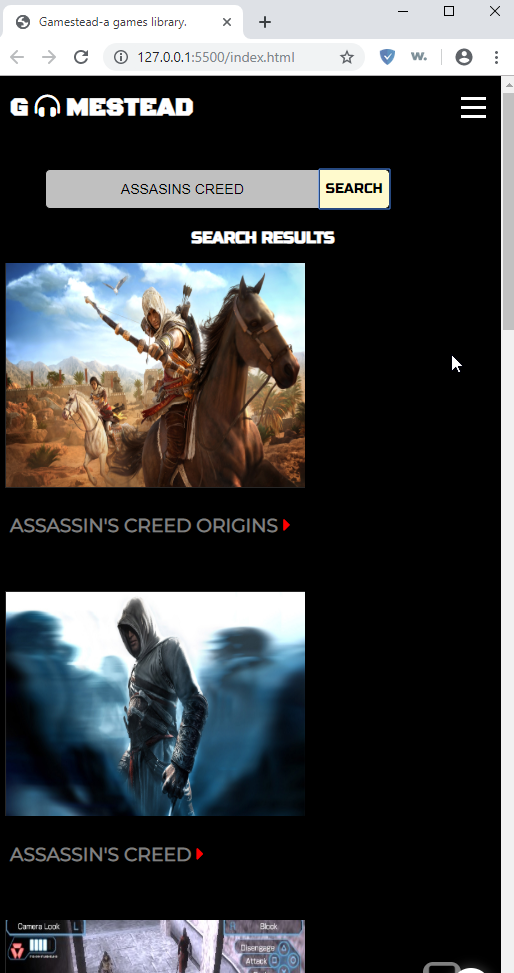 Gamestead-a games library.
127.0.0.1:5500/index.html
w.
G MESTEAD
ASSASINS CREED
SEARCH
SEARCH RESULTS
ASSASSIN'S CREED ORIGINS
ASSASSIN'S CREED
Camera Look L
R Block
Disengage
Attack